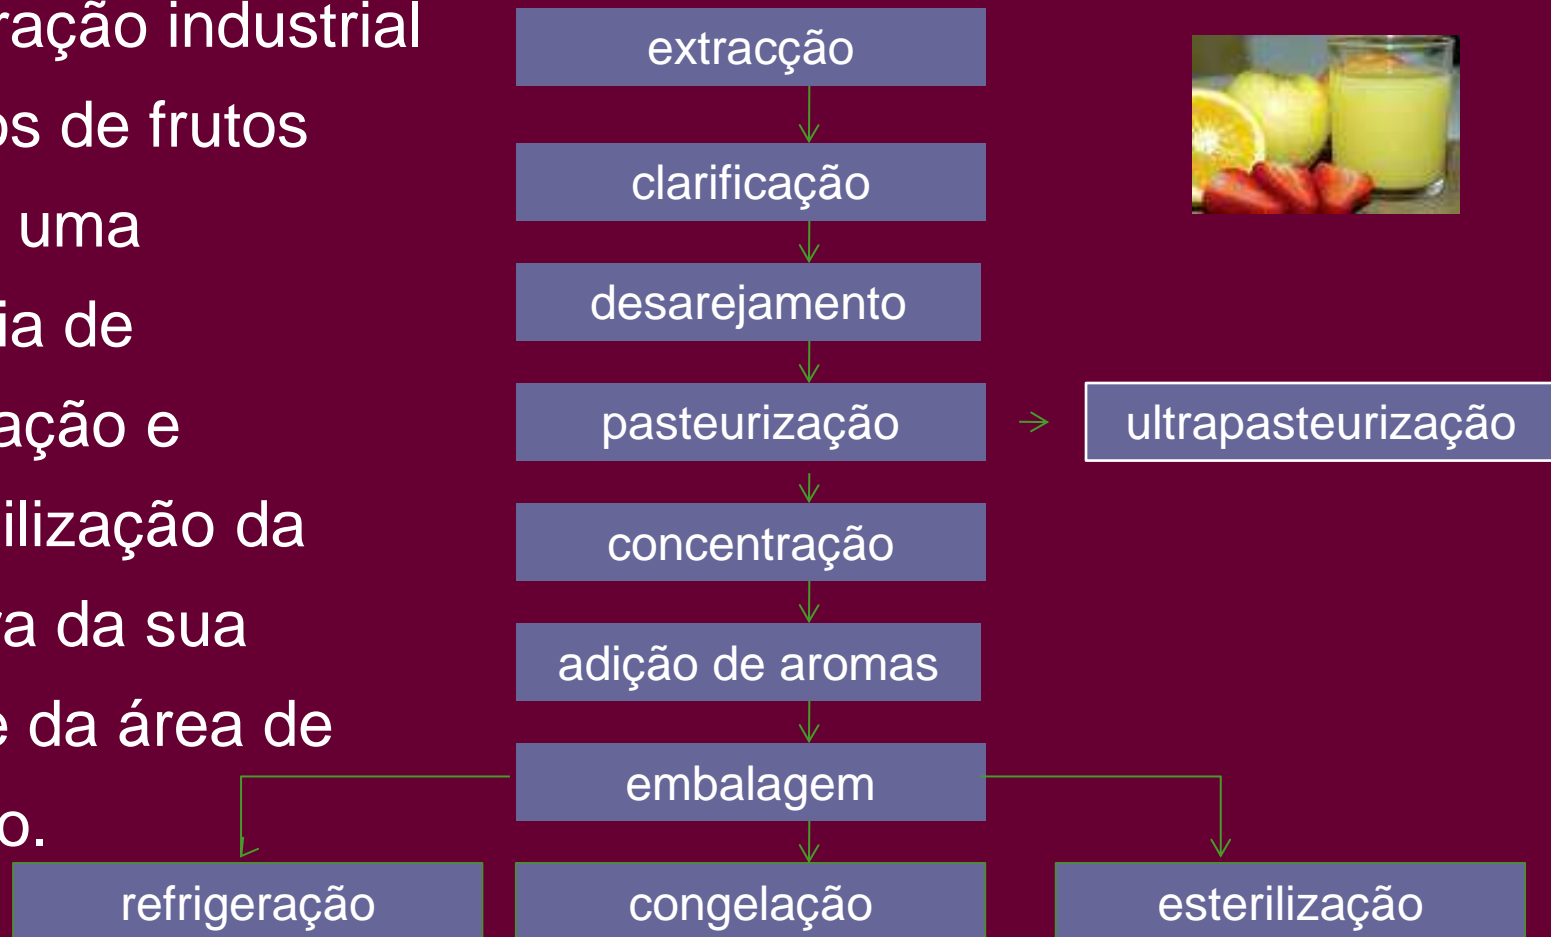 ração industrial
os de frutos
uma
ia de
ação e
ilização da
ra da sua
e da área de
o.
extracção
clarificação
desarejamento
pasteurização
ultrapasteurização
concentração
adição de aromas
embalagem
refrigeração
congelação
esterilização